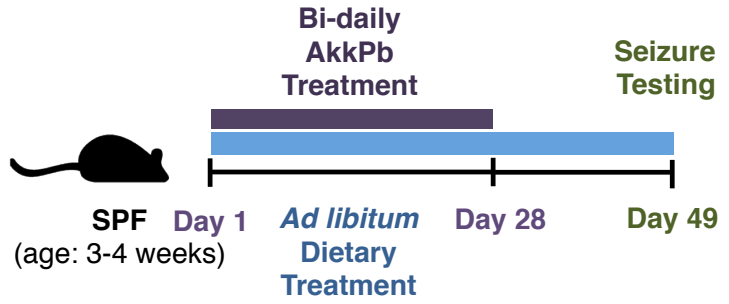 Bi-daily
AkkPb
Treatment
Seizure
Testing
SPF
(age: 3-4 weeks)
Day 1
Ad libitum
Dietary
Treatment
Day 28
Day 49